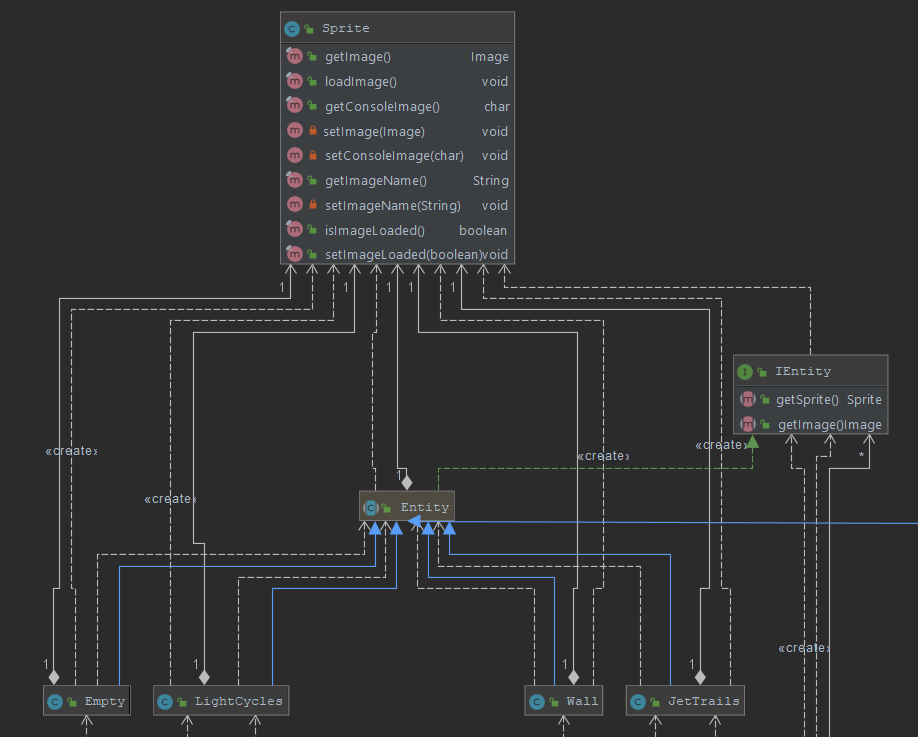 Sprite
getImage() Image
loadImage() void
getConsoleImage() char
setImage(Image) void
setConsoleImage(char) void
getImageName() String
setImageName(String) void
isImageLoaded() boolean
setImageLoaded(boolean)void
1 1 1 1 1
IEntity
getSprite() Sprite
getImage()Image
«create»
«create»
«create»
*
1
«create»
Entity
«create»
1 1 1 1
Empty
LightCycles
Wall
JetTrails